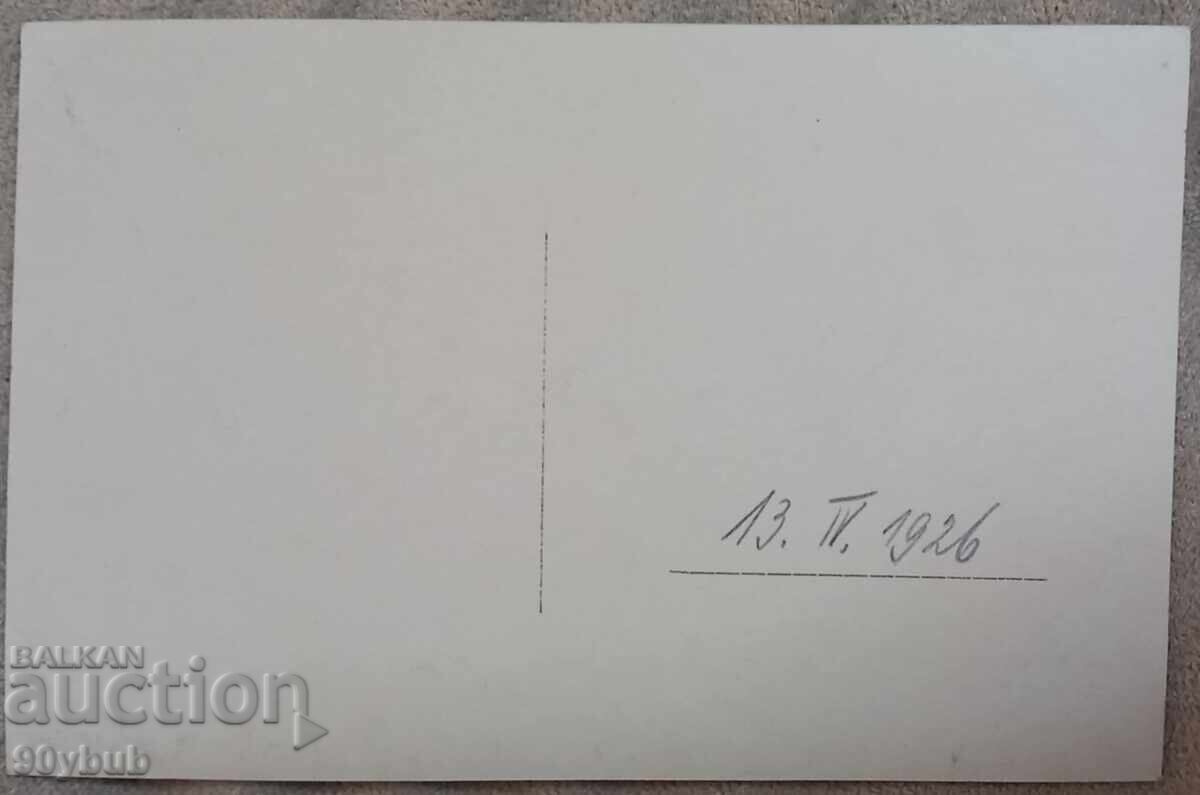 13. IV. 1926
BALKAN
auction
90ybub